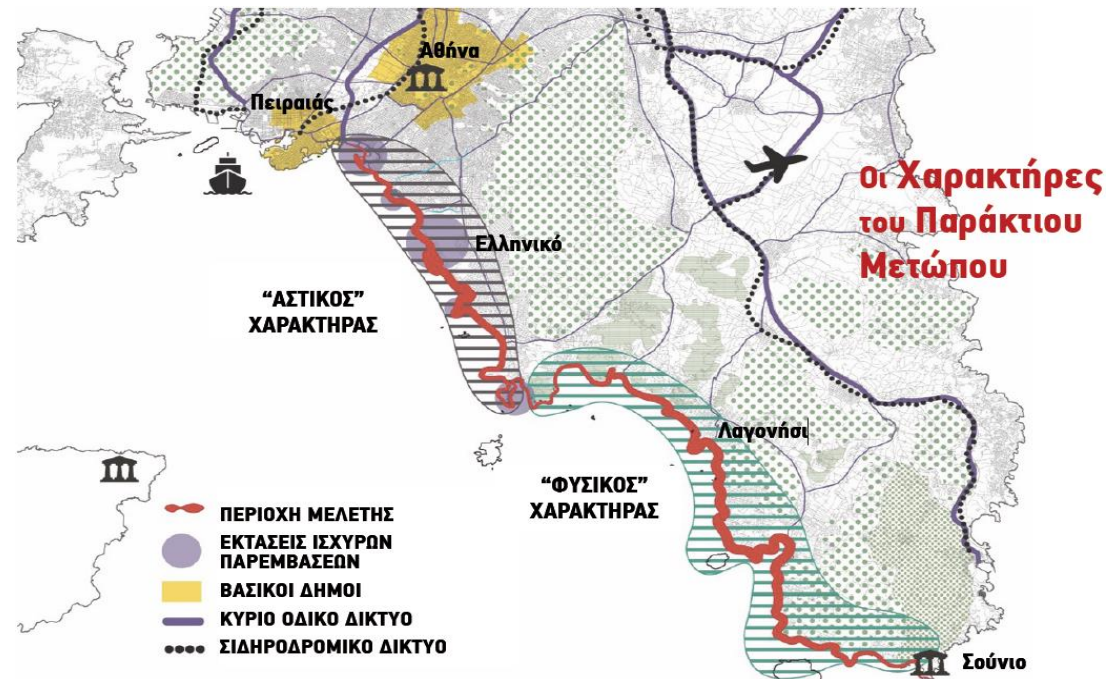 Αθήνα
Πειραιάς
Οι Χαρακτήρες
του Παράκτιου
Μετώπου
Ελληνικό
“ΑΣΤΙΚΟΣ”
ΧΑΡΑΚΤΗΡΑΣ
Λαγονήσι
“ΦΥΣΙΚΟΣ”
ΧΑΡΑΚΤΗΡΑΣ
ΠΕΡΙΟΧΗ ΜΕΛΕΤΗΣ
ΕΚΤΑΣΕΙΣ ΙΣΧΥΡΩΝ
ΠΑΡΕΜΒΑΣΕΩΝ
ΒΑΣΙΚΟΙ ΔΗΜΟΙ
ΚΥΡΙΟ ΟΔΙΚΟ ΔΙΚΤΥΟ
ΣΙΔΗΡΟΔΡΟΜΙΚΟ ΔΙΚΤΥΟ
Σούνιο